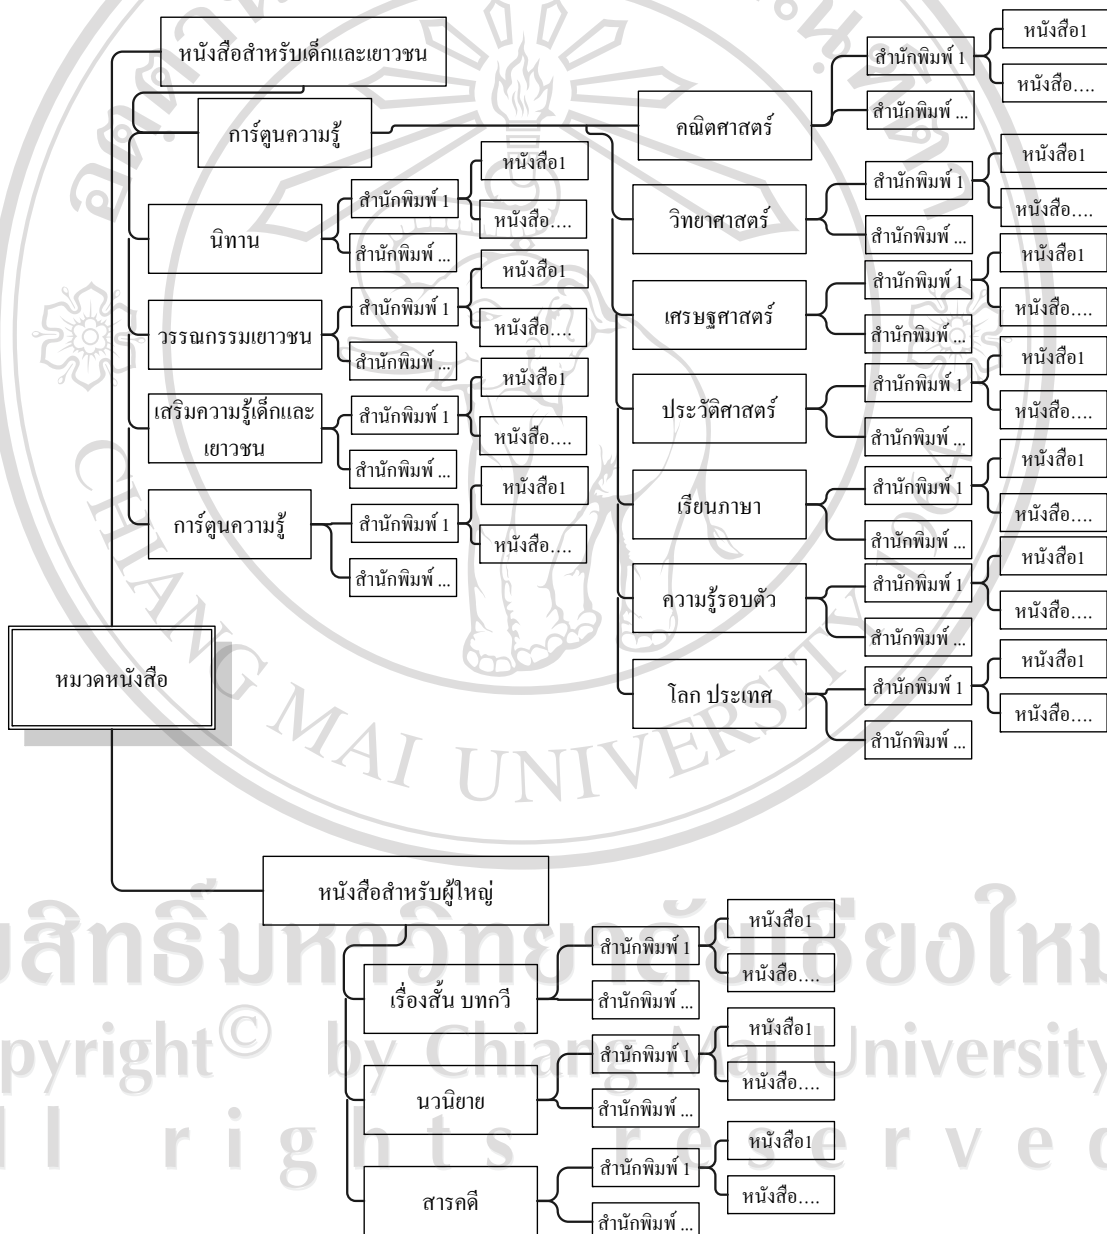 หนังสือสำหรับเด็กและเยาวชน
การ์ตูนความรู้
นิทาน
สำนักพิมพ์ 1
หนังสือ1
หนังสือ....
สำนักพิมพ์ ...
วรรณกรรมเยาวชน
สำนักพิมพ์ 1
หนังสือ1
หนังสือ....
สำนักพิมพ์ ...
เสริมความรู้เด็กและ
เยาวชน
สำนักพิมพ์ 1
หนังสือ1
หนังสือ....
สำนักพิมพ์ ...
การ์ตูนความรู้
สำนักพิมพ์ 1
หนังสือ1
หนังสือ....
สำนักพิมพ์ ...
คณิตศาสตร์
สำนักพิมพ์ 1
หนังสือ1
หนังสือ....
สำนักพิมพ์ ...
วิทยาศาสตร์
สำนักพิมพ์ 1
หนังสือ1
หนังสือ....
สำนักพิมพ์ ...
เศรษฐศาสตร์
สำนักพิมพ์ 1
หนังสือ1
หนังสือ....
สำนักพิมพ์ ...
ประวัติศาสตร์
สำนักพิมพ์ 1
หนังสือ1
หนังสือ....
สำนักพิมพ์ ...
เรียนภาษา
สำนักพิมพ์ 1
หนังสือ1
หนังสือ....
สำนักพิมพ์ ...
ความรู้รอบตัว
สำนักพิมพ์ 1
หนังสือ1
หนังสือ....
สำนักพิมพ์ ...
โลก ประเทศ
สำนักพิมพ์ 1
หนังสือ1
หนังสือ....
สำนักพิมพ์ ...
หมวดหนังสือ
CHIANG MAI UNIVERSITY 1964
หนังสือสำหรับผู้ใหญ่
เรื่องสั้น บทกวี
สำนักพิมพ์ 1
หนังสือ1
หนังสือ....
สำนักพิมพ์ ...
นวนิยาย
สำนักพิมพ์ 1
หนังสือ1
หนังสือ....
สำนักพิมพ์ ...
สารคดี
สำนักพิมพ์ 1
หนังสือ1
หนังสือ....
สำนักพิมพ์ ...
สิทธิ์มหาวิทยาลัยเชียงใหม
pyright© by Chiang Mai University
ll rights reserved